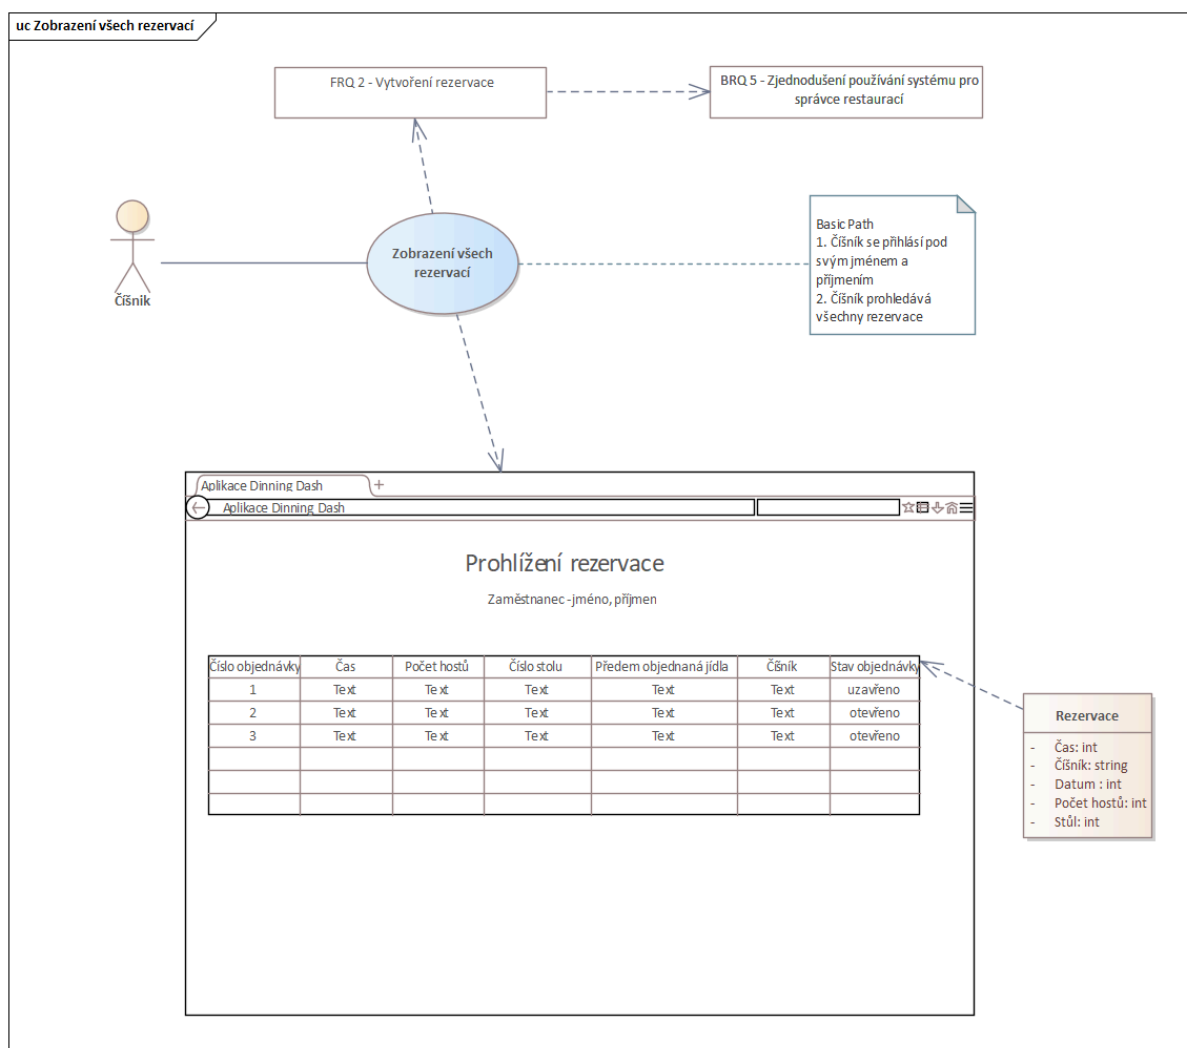 uc Zobrazení všech rezervací
FRQ 2 - Vytvoření rezervace
BRQ 5 - Zjednodušení používání systému pro
správce restaurací
Basic Path
1. Číšník se přihlásí pod
svým jménem a
příjmením
2. Číšník prohledává
všechny rezervace
Zobrazení všech
rezervací
Číšnik
Aplikace Dinning Dash
+
Aplikace Dinning Dash
Prohlížení rezervace
Zaměstnanec -jméno, příjmen
Číslo objednávky Čas Počet hostů Číslo stolu Předem objednaná jídla Číšník Stav objednávky
1 Text Text Text Text Text uzavřeno
2 Text Text Text Text Text otevřeno
3 Text Text Text Text Text otevřeno
Rezervace
- Čas: int
- Číšník: string
- Datum : int
- Počet hostů: int
- Stůl: int